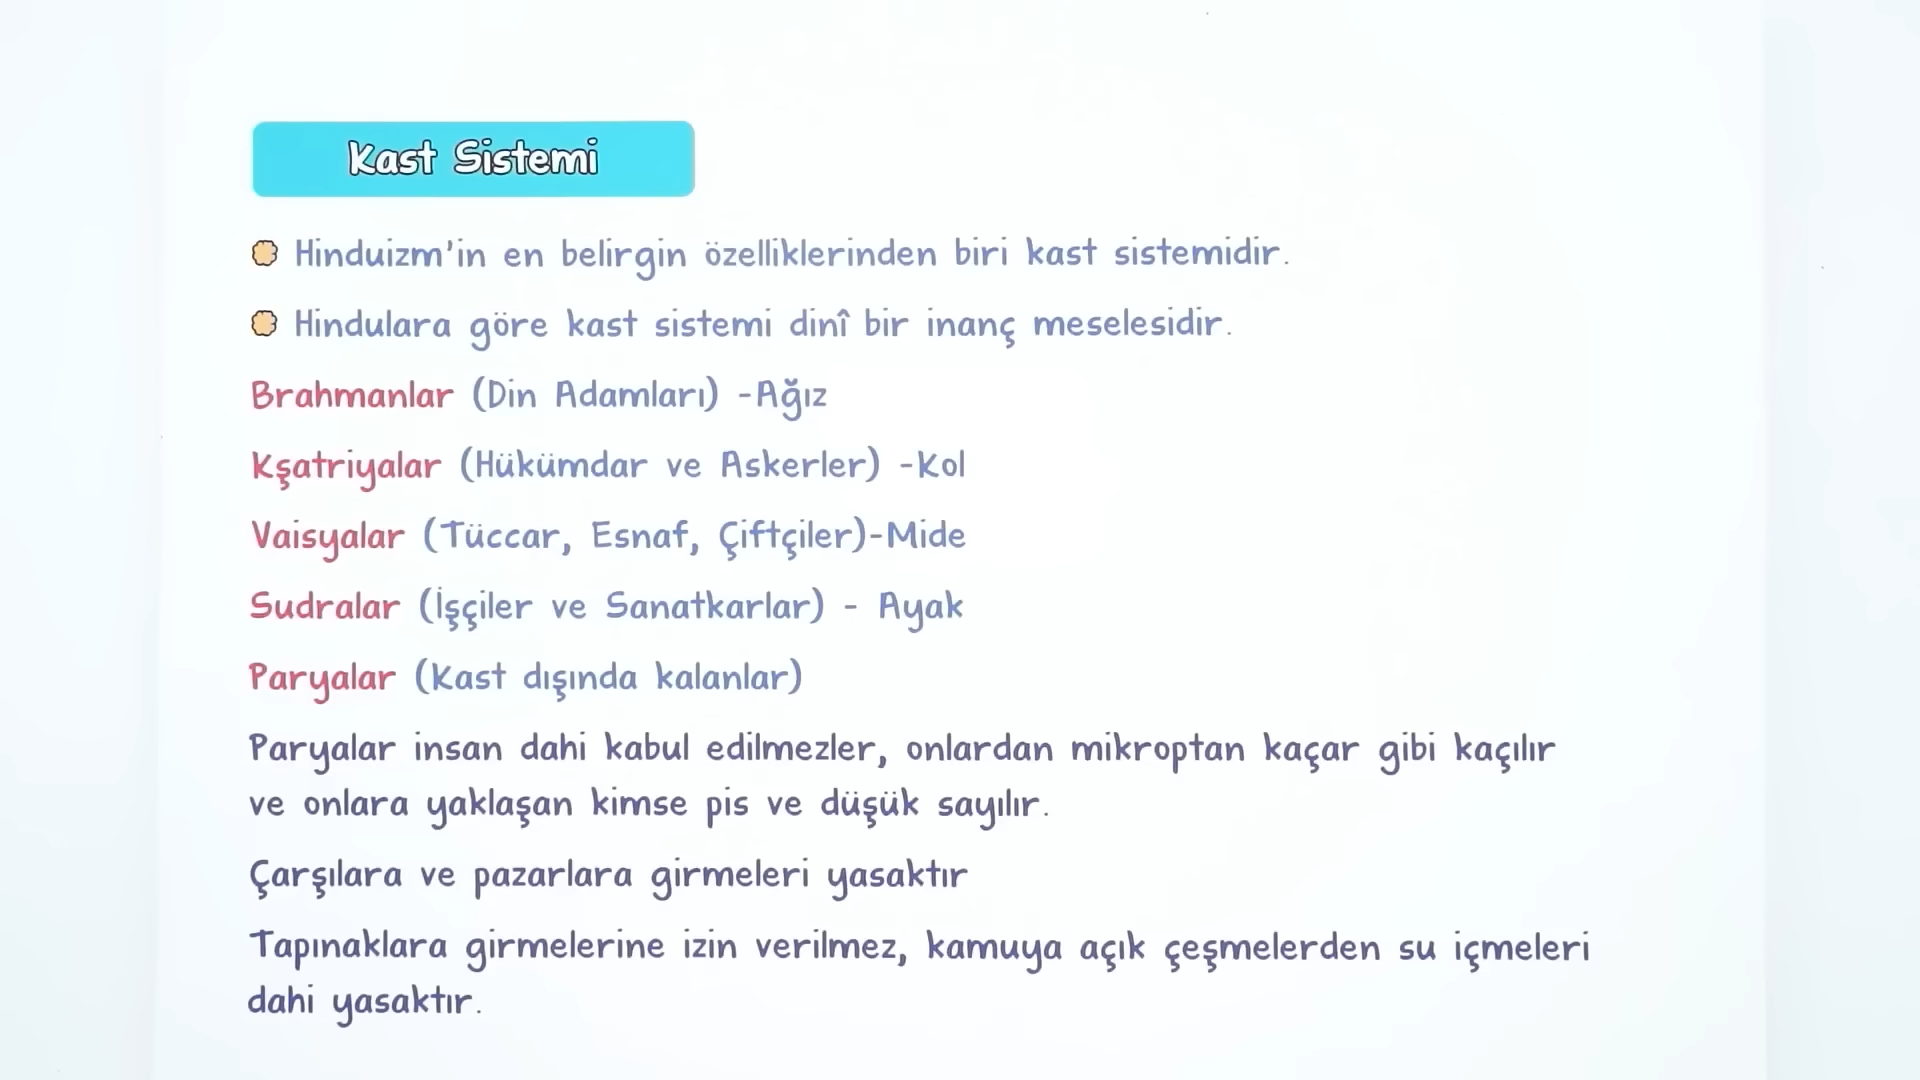 Kast Sistemi
Hinduizm'in en belirgin özelliklerinden biri kast sistemidir.
Hindulara göre kast sistemi dinî bir inanç meselesidir.
Brahmanlar (Din Adamları) -Ağız
Kşatriyalar (Hükümdar ve Askerler) -Kol
Vaisyalar (Tüccar, Esnaf, Çiftçiler)-Mide
Sudralar (İşçiler ve Sanatkarlar) - Ayak
Paryalar (Kast dışında kalanlar)
Paryalar insan dahi kabul edilmezler, onlardan mikroptan kaçar gibi kaçılır
ve onlara yaklaşan kimse pis ve düşük sayılır.
Çarşılara ve pazarlara girmeleri yasaktır
Tapınaklara girmelerine izin verilmez, kamuya açık çeşmelerden su içmeleri
dahi yasaktır.